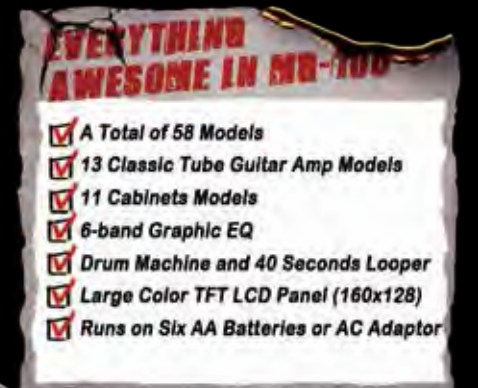 EVERYTHING
AWESOME IN MG-100
A Total of 58 Models
13 Classic Tube Guitar Amp Models
11 Cabinets Models
6-band Graphic EQ
Drum Machine and 40 Seconds Looper
Large Color TFT LCD Panel (160x128)
Runs on Six AA Batteries or AC Adaptor